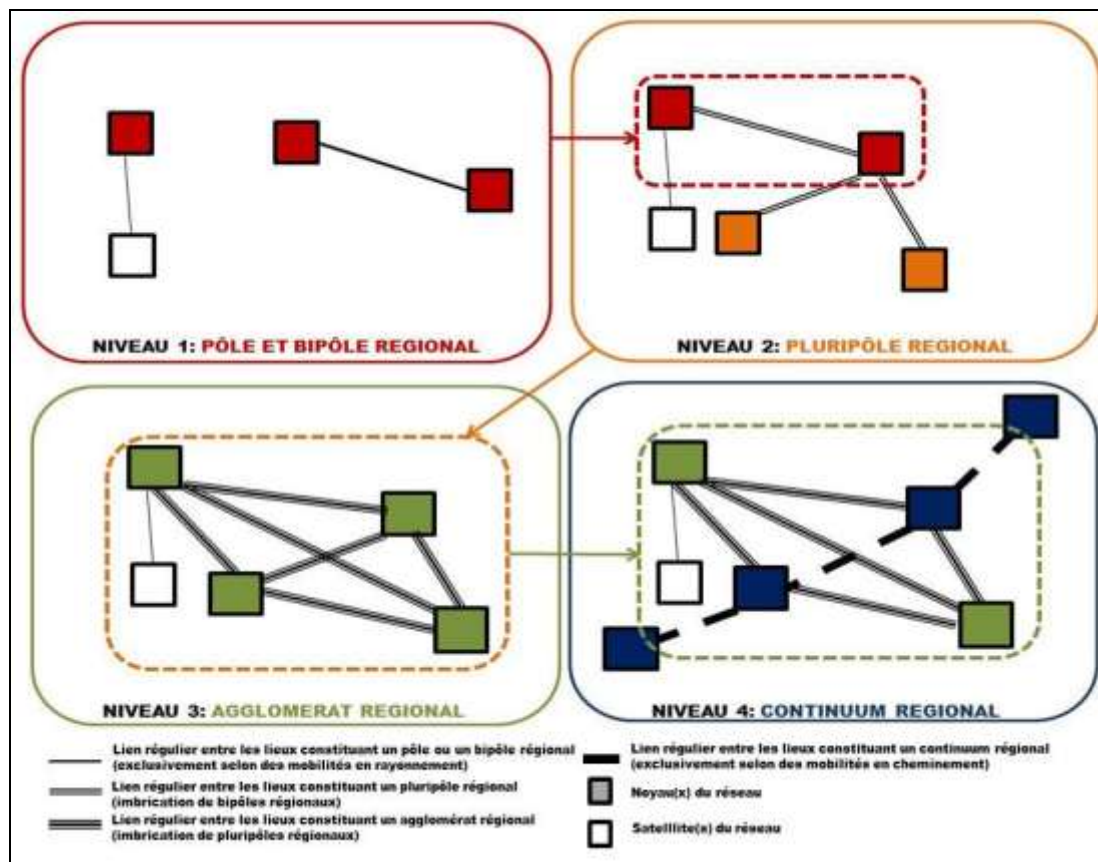 NIVEAU 1: PÔLE ET BIPÔLE REGIONAL
NIVEAU 2: PLURIPÔLE REGIONAL
NIVEAU 3: AGGLOMERAT REGIONAL
NIVEAU 4: CONTINUUM REGIONAL
Lien régulier entre les lieux constituant un pôle ou un bipôle régional
(exclusivement selon des mobilités en rayonnement)
Lien régulier entre les lieux constituant un pluripôle régional
(imbrication de bipôles régionaux)
Lien régulier entre les lieux constituant un agglomérat régional
(imbrication de pluripôles régionaux)
Lien régulier entre les lieux constituant un continuum régional
(exclusivement selon des mobilités en cheminement)
Noyau(x) du réseau
Satelllite(s) du réseau